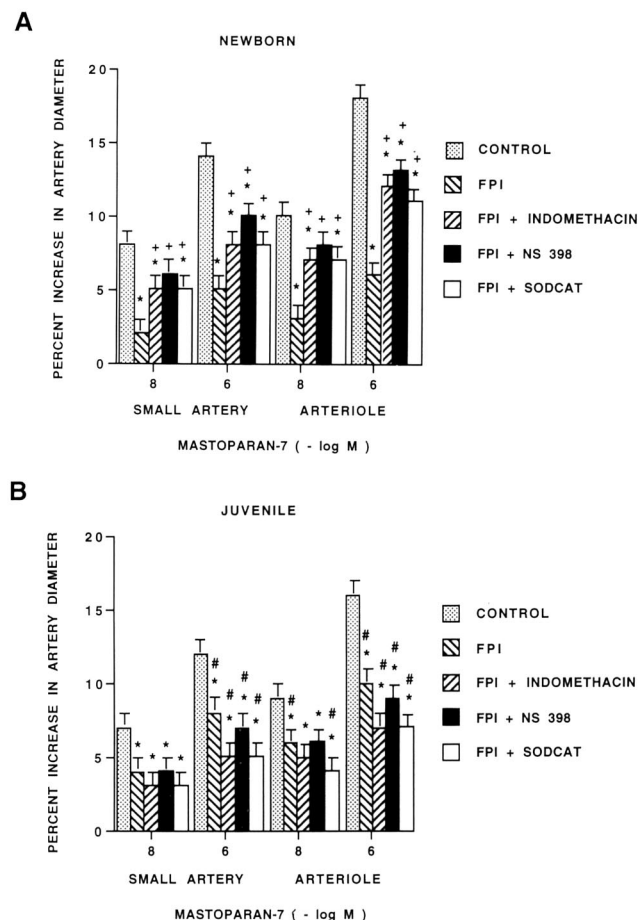 A
NEWBORN
PERCENT INCREASE IN ARTERY DIAMETER
20
15
10
5
0
* + * + * + *
* + * + * + *
* + * + + *
* + * + * + *
8 6 8 6
SMALL ARTERY ARTERIOLE
MASTOPARAN-7 ( - log M )
CONTROL
FPI
FPI + INDOMETHACIN
FPI + NS 398
FPI + SODCAT
B
JUVENILE
PERCENT INCREASE IN ARTERY DIAMETER
20
15
10
5
0
* * * *
# * # * # * # *
# * * * # *
# * # * # * # *
8 6 8 6
SMALL ARTERY ARTERIOLE
MASTOPARAN-7 ( - log M )
CONTROL
FPI
FPI + INDOMETHACIN
FPI + NS 398
FPI + SODCAT